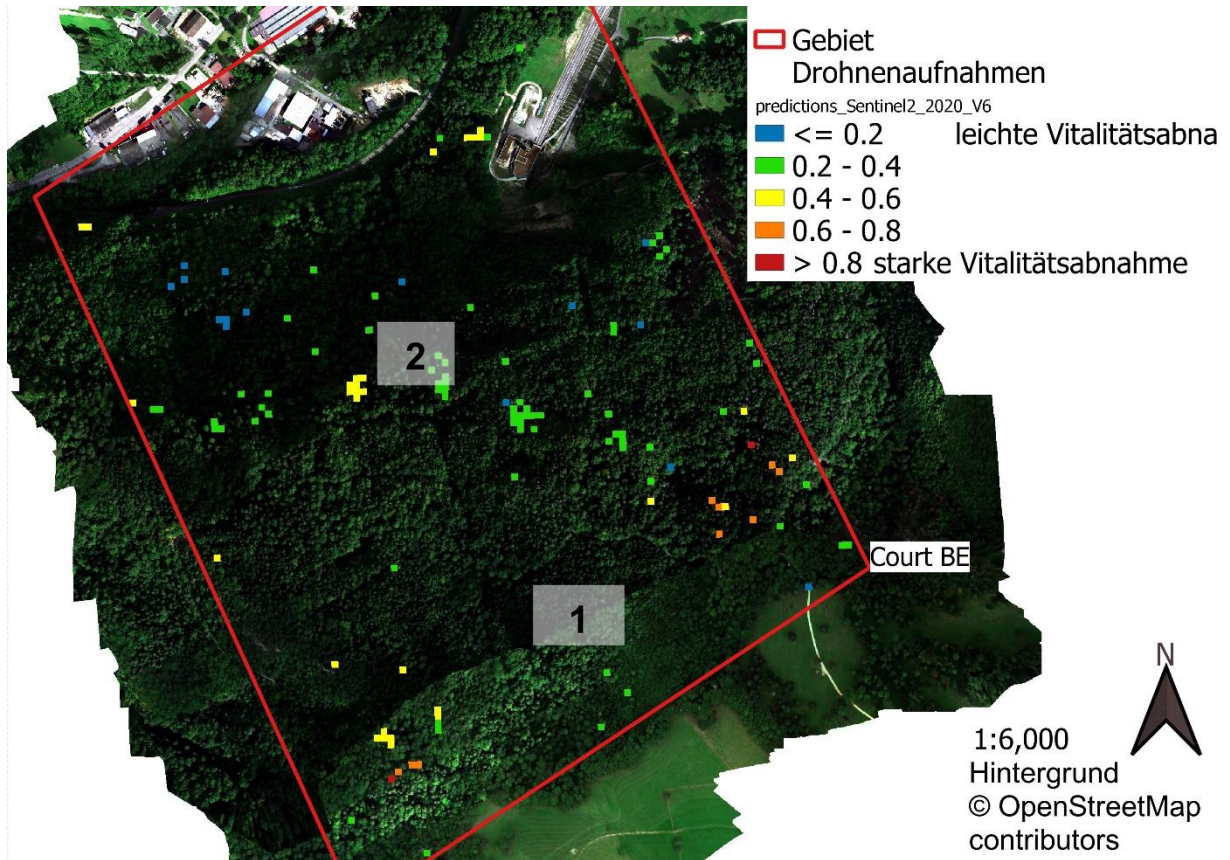 Gebiet
Drohnenaufnahmen
predictions_Sentinel2_2020_V6
<= 0.2 leichte Vitalitätsabna
0.2 - 0.4
0.4 - 0.6
0.6 - 0.8
> 0.8 starke Vitalitätsabnahme
2
Court BE
1
N
1:6,000
Hintergrund
© OpenStreetMap
contributors